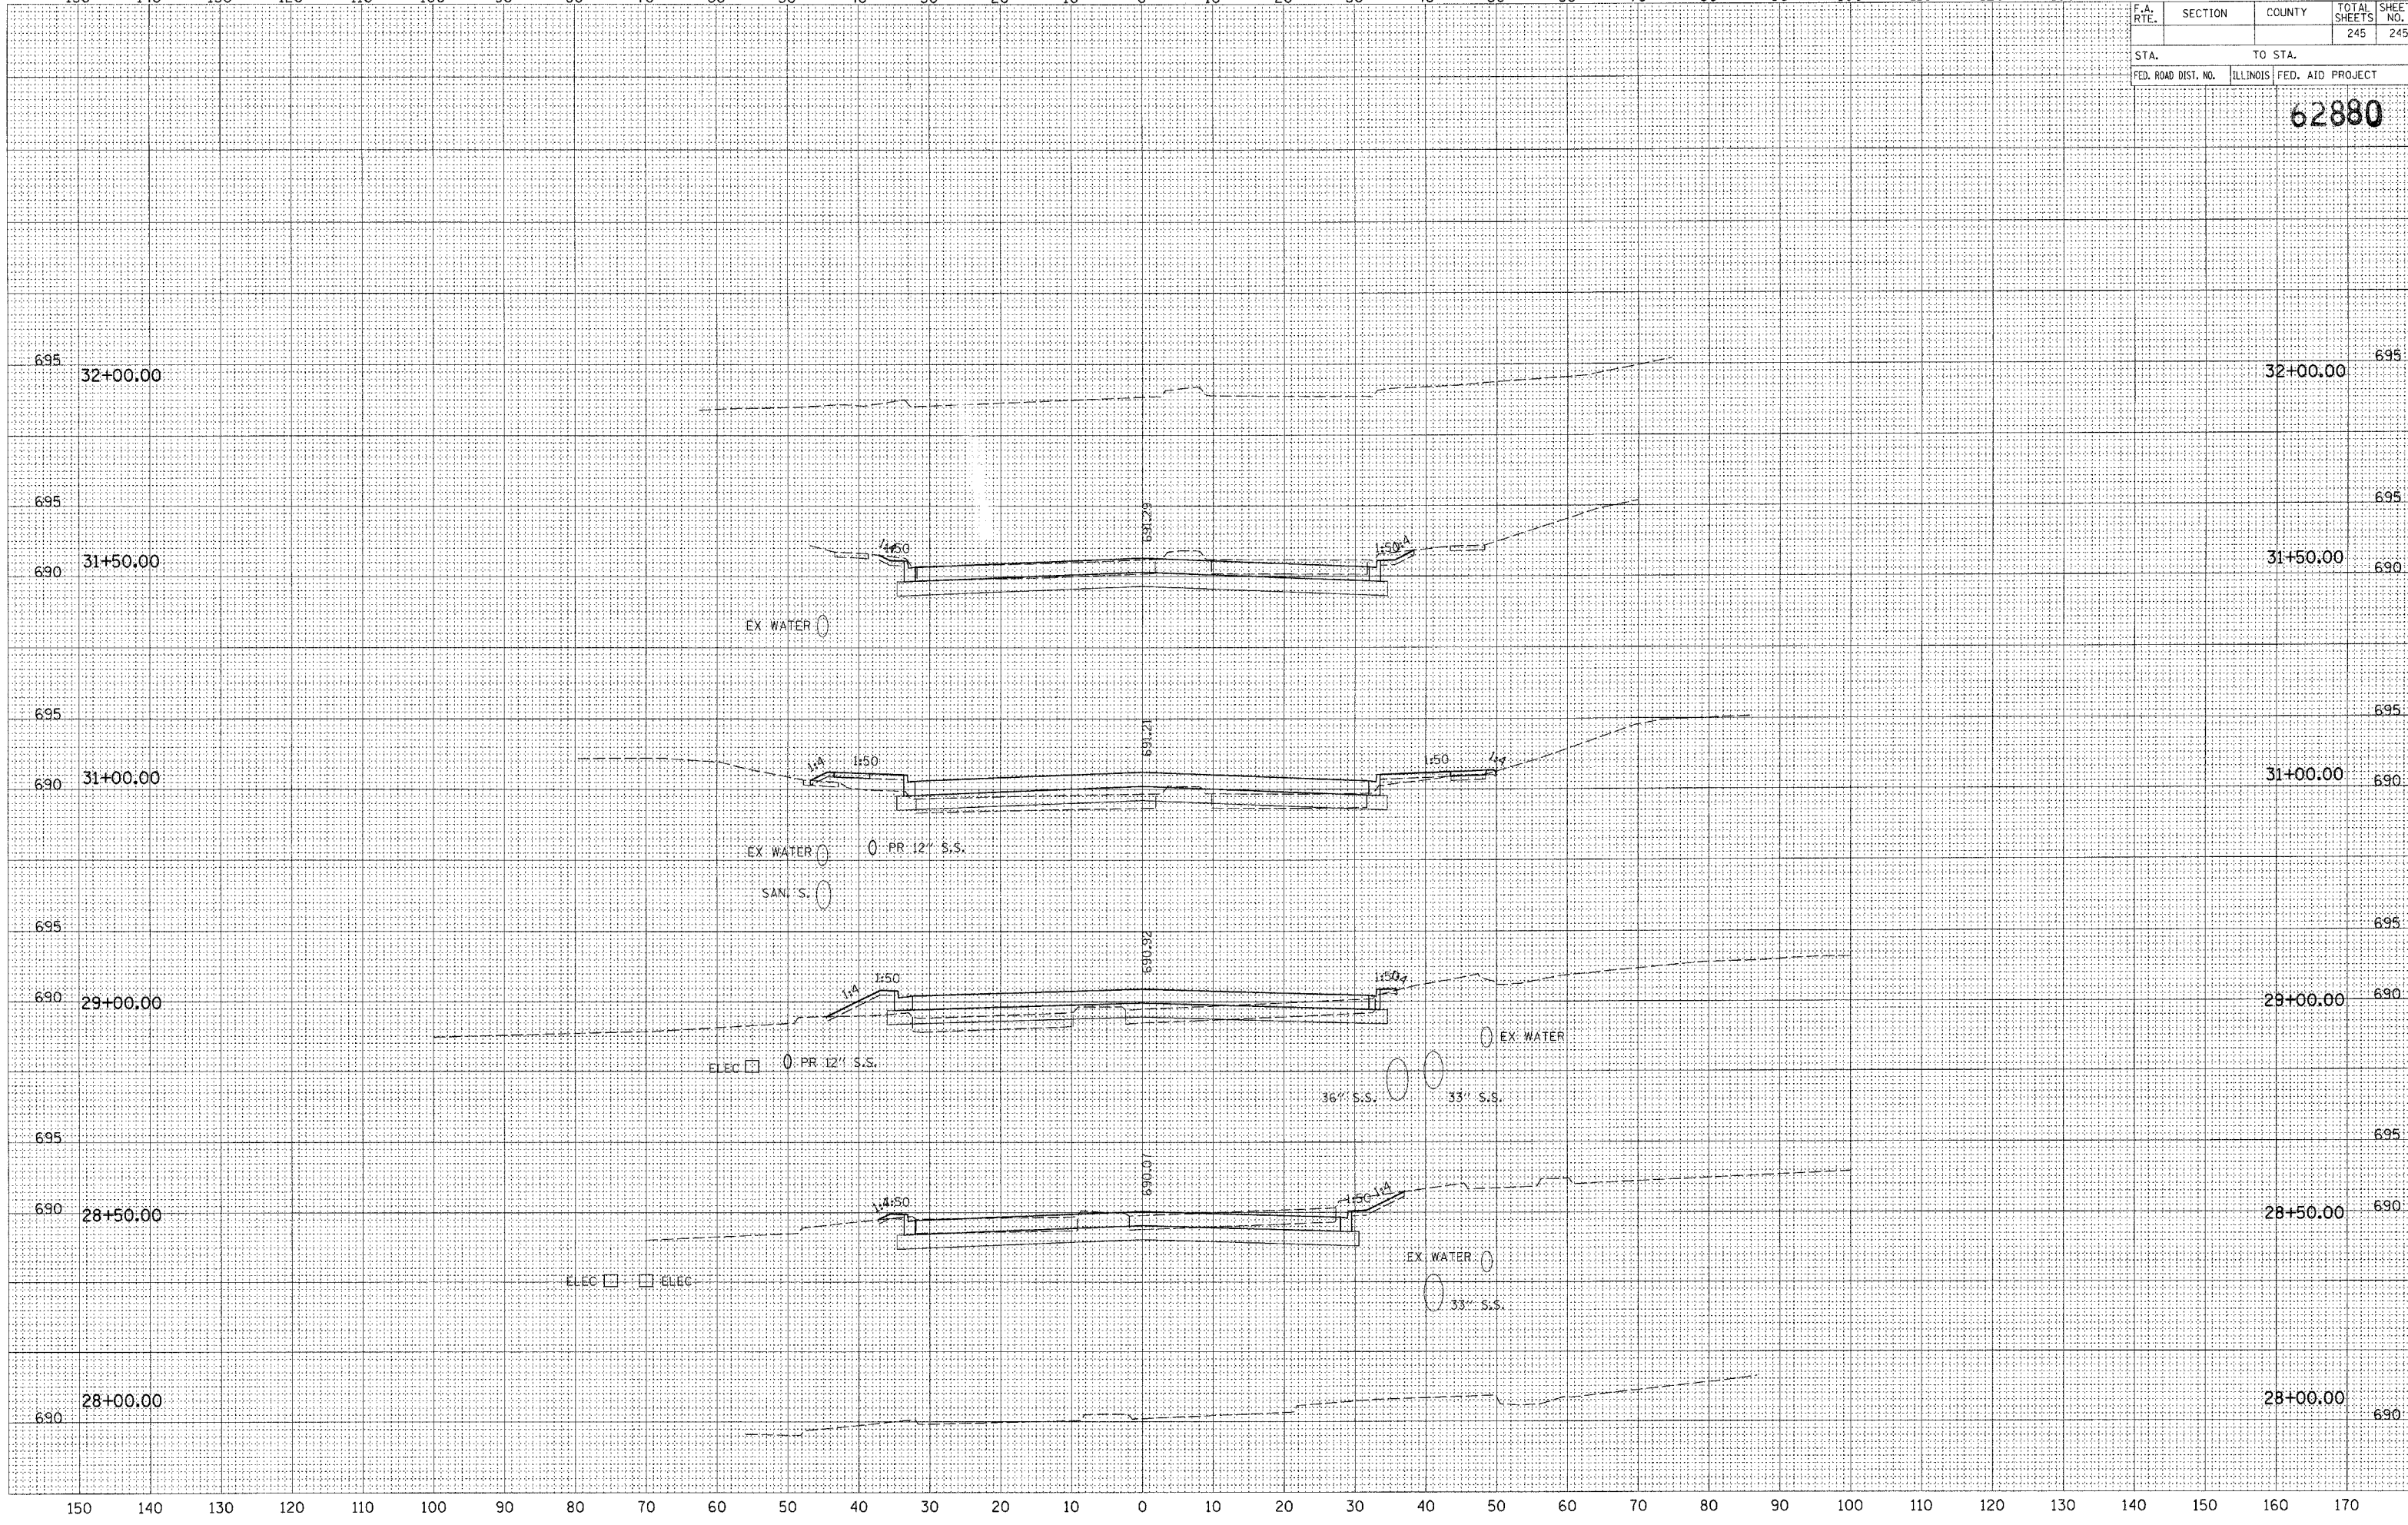 F.A. RTE. SECTION COUNTY TOTAL SHEETS SHEE NO.
245 245
STA. TO STA.
FED. ROAD DIST. NO. ILLINOIS FED. AID PROJECT
62880
695 695
32+00.00 32+00.00
695 695
691.29
1:4 1:50 1:50 1:4
31+50.00 31+50.00
690 690
EX WATER
695 695
691.21
1:4 1:50 1:50 1:4
31+00.00 31+00.00
690 690
EX WATER PR 12" S.S.
SAN. S.
695 695
690.92
1:4 1:50 1:50 1:4
690 29+00.00 29+00.00 690
EX WATER
ELEC PR 12" S.S.
36" S.S. 33" S.S.
695 695
690.07
1:4 1:50 1:50 1:4
690 28+50.00 28+50.00 690
EX WATER
ELEC ELEC
33" S.S.
28+00.00 28+00.00
690 690
150 140 130 120 110 100 90 80 70 60 50 40 30 20 10 0 10 20 30 40 50 60 70 80 90 100 110 120 130 140 150 160 170